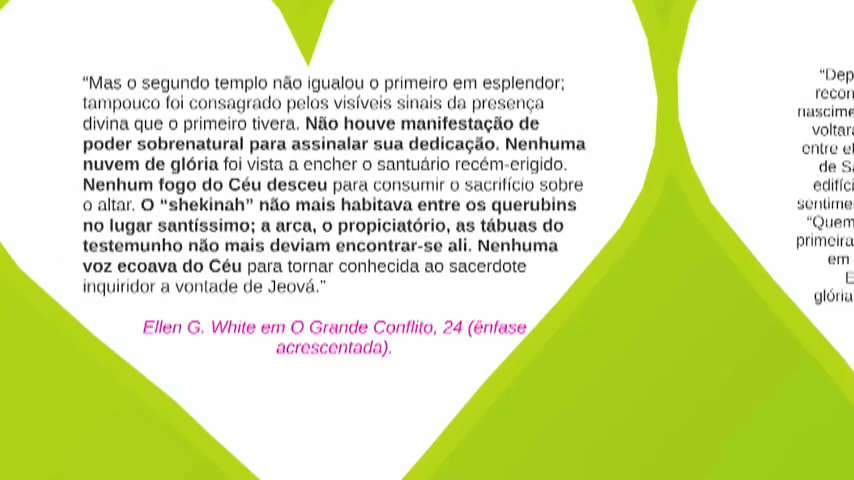 “Mas o segundo templo não igualou o primeiro em esplendor;
tampouco foi consagrado pelos visíveis sinais da presença
divina que o primeiro tivera. Não houve manifestação de
poder sobrenatural para assinalar sua dedicação. Nenhuma
nuvem de glória foi vista a encher o santuário recém-erigido.
Nenhum fogo do Céu desceu para consumir o sacrifício sobre
o altar. O “shekinah” não mais habitava entre os querubins
no lugar santíssimo; a arca, o propiciatório, as tábuas do
testemunho não mais deviam encontrar-se ali. Nenhuma
voz ecoava do Céu para tornar conhecida ao sacerdote
inquiridor a vontade de Jeová.”
Ellen G. White em O Grande Conflito, 24 (ênfase
acrescentada).
“Dep
recon
nascime
voltara
entre el
de Sa
edifíci
sentime
“Quem
primeira
em
E
glória